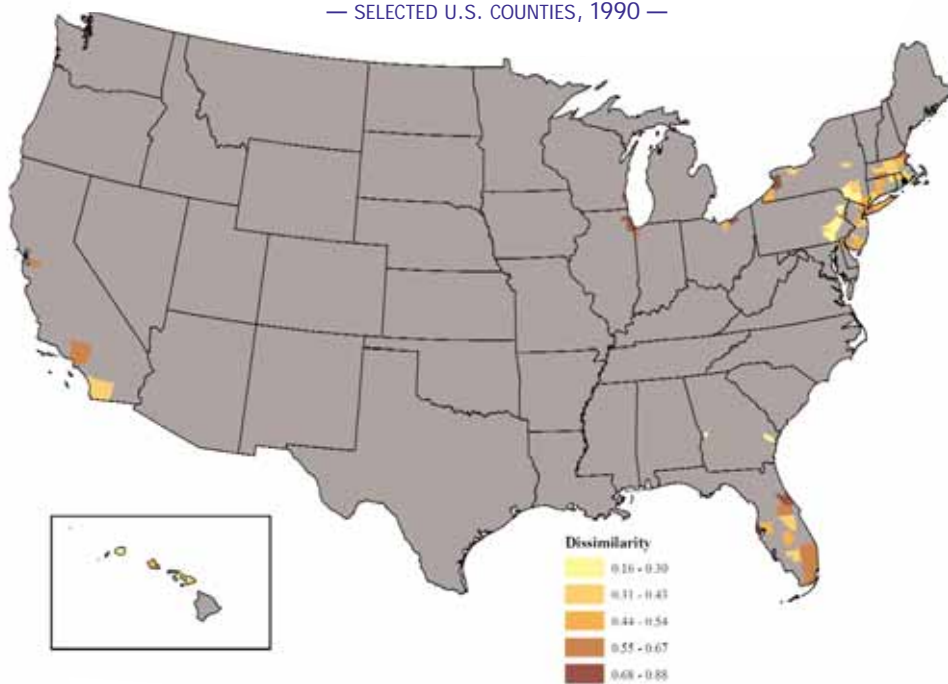 — SELECTED U.S. COUNTIES, 1990 —
Dissimilarity
0.16 - 0.30
0.31 - 0.43
0.44 - 0.54
0.55 - 0.67
0.68 - 0.88